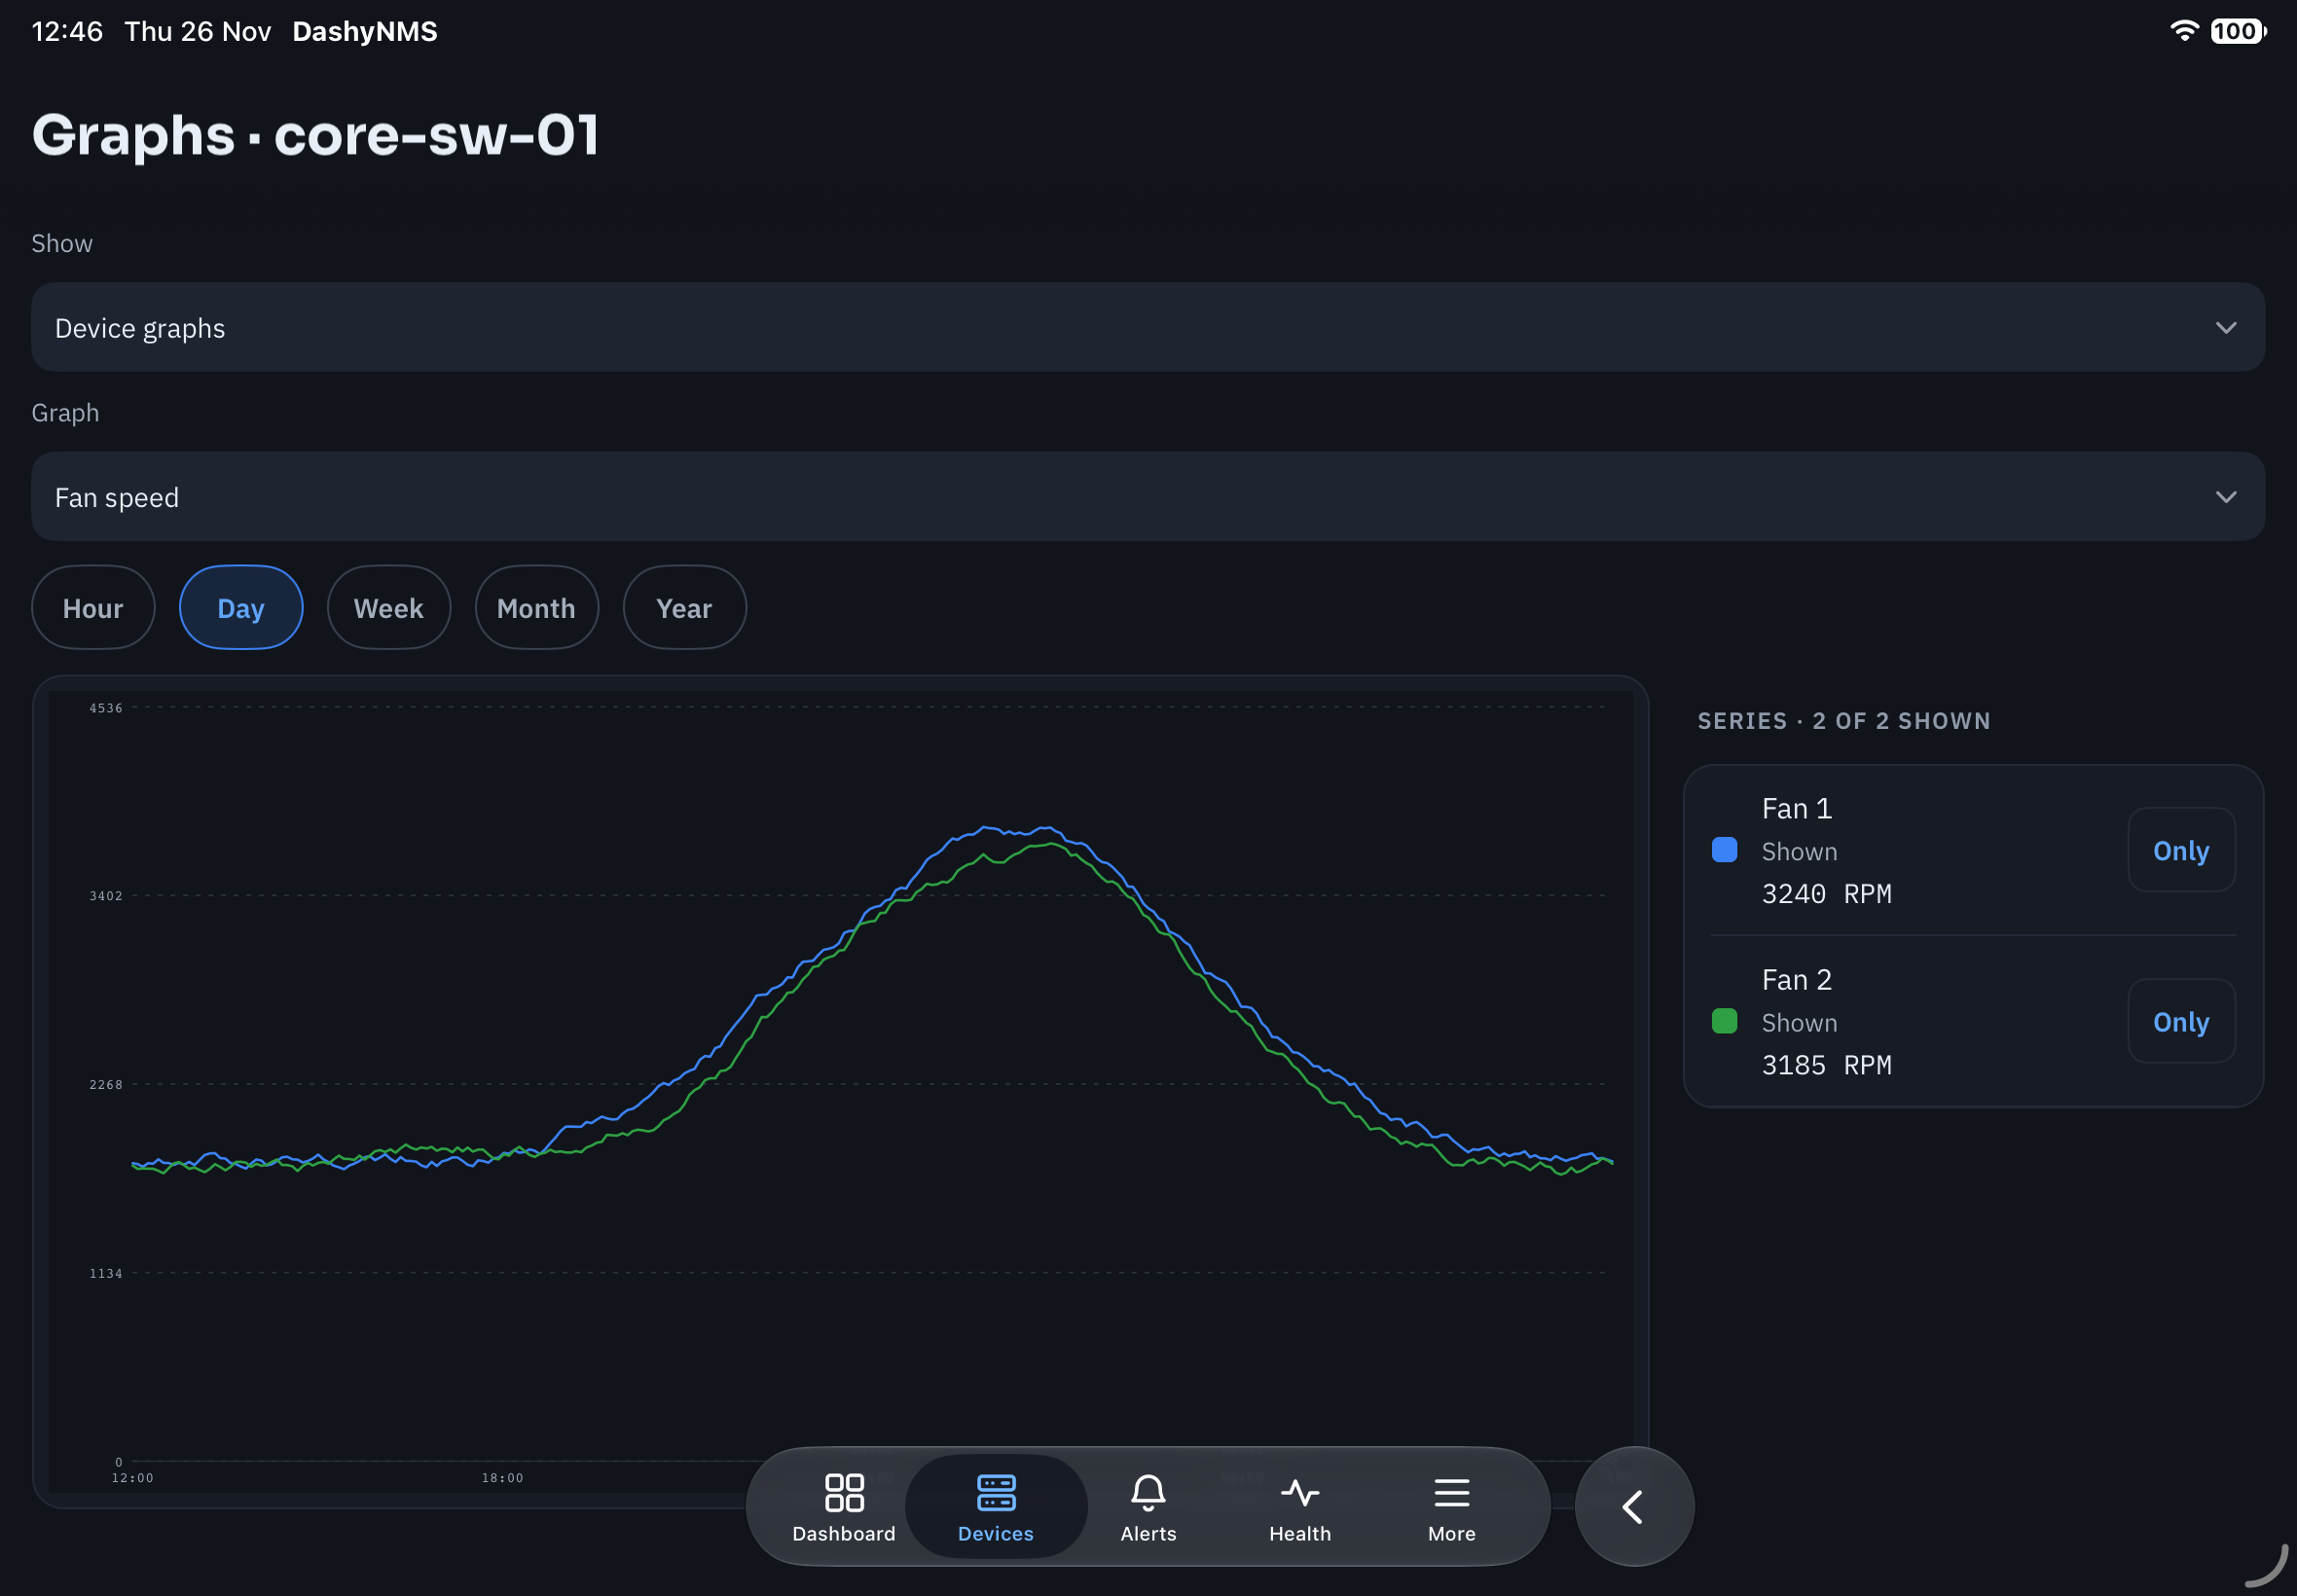 12:46 Thu 26 Nov DashyNMS
100
Graphs · core-sw-01
Show
Device graphs
Graph
Fan speed
Hour
Day
Week
Month
Year
4536
3402
2268
1134
0
12:00
18:00
SERIES · 2 OF 2 SHOWN
Fan 1
Shown
3240 RPM
Only
Fan 2
Shown
3185 RPM
Only
Dashboard
Devices
Alerts
Health
More